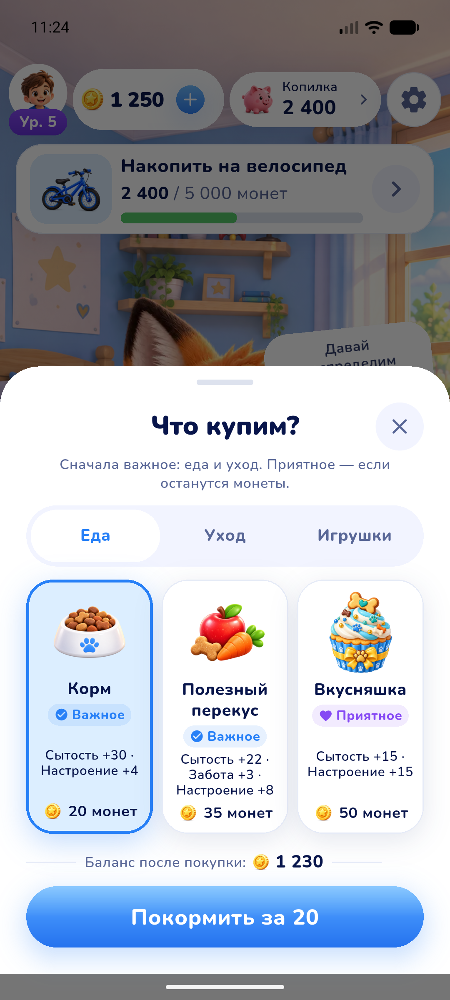 11:24
Ур. 5
1 250
Копилка
2 400
Накопить на велосипед
2 400 / 5 000 монет
Давай
Что купим?
Сначала важное: еда и уход. Приятное — если
останутся монеты.
Еда
Уход
Игрушки
Корм
Важное
Сытость +30 ·
Настроение +4
20 монет
Полезный
перекус
Важное
Сытость +22 ·
Забота +3 ·
Настроение +8
35 монет
Вкусняшка
Приятное
Сытость +15 ·
Настроение +15
50 монет
Баланс после покупки: 1 230
Покормить за 20